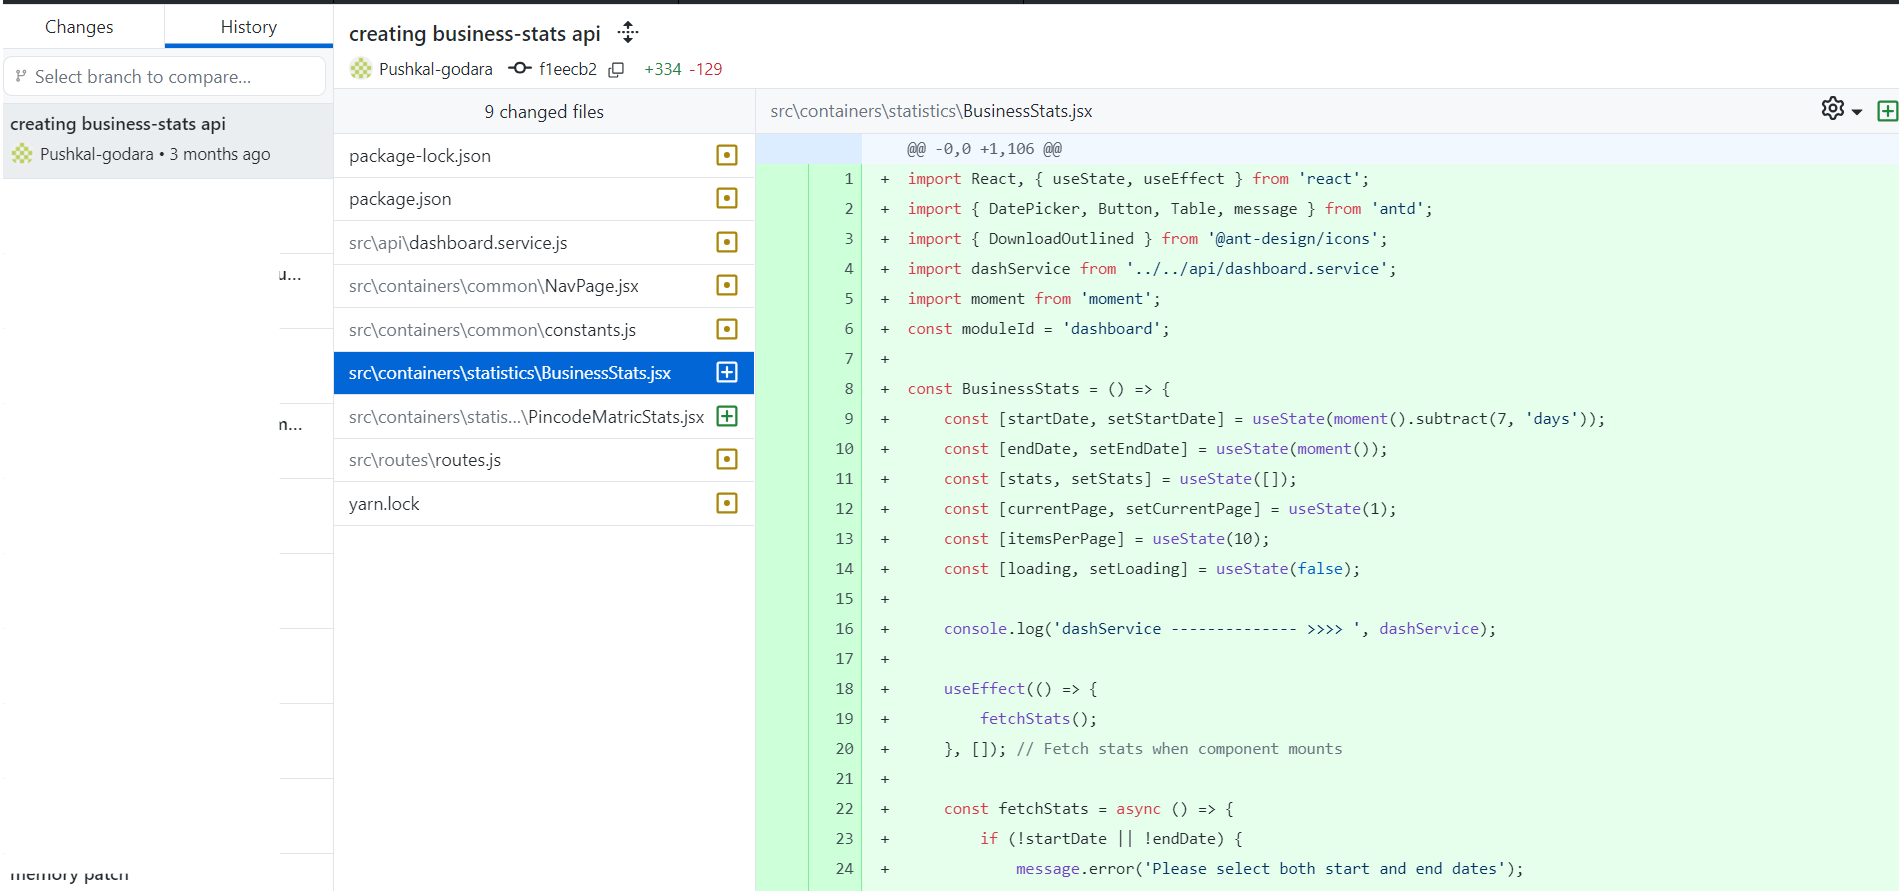 Changes
History
Select branch to compare...
creating business-stats api
Pushkal-godara • 3 months ago
u...
m...
memory patch
creating business-stats api
Pushkal-godara f1eecb2 +334 -129
9 changed files
package-lock.json
package.json
src\api\dashboard.service.js
src\containers\common\NavPage.jsx
src\containers\common\constants.js
src\containers\statistics\BusinessStats.jsx
src\containers\statis...\PincodeMatricStats.jsx
src\routes\routes.js
yarn.lock
src\containers\statistics\BusinessStats.jsx
@@ -0,0 +1,106 @@
1 + import React, { useState, useEffect } from 'react';
2 + import { DatePicker, Button, Table, message } from 'antd';
3 + import { DownloadOutlined } from '@ant-design/icons';
4 + import dashService from '../../api/dashboard.service';
5 + import moment from 'moment';
6 + const moduleId = 'dashboard';
7 +
8 + const BusinessStats = () => {
9 + const [startDate, setStartDate] = useState(moment().subtract(7, 'days'));
10 + const [endDate, setEndDate] = useState(moment());
11 + const [stats, setStats] = useState([]);
12 + const [currentPage, setCurrentPage] = useState(1);
13 + const [itemsPerPage] = useState(10);
14 + const [loading, setLoading] = useState(false);
15 +
16 + console.log('dashService -------------- >>>> ', dashService);
17 +
18 + useEffect(() => {
19 + fetchStats();
20 + }, []); // Fetch stats when component mounts
21 +
22 + const fetchStats = async () => {
23 + if (!startDate || !endDate) {
24 + message.error('Please select both start and end dates');